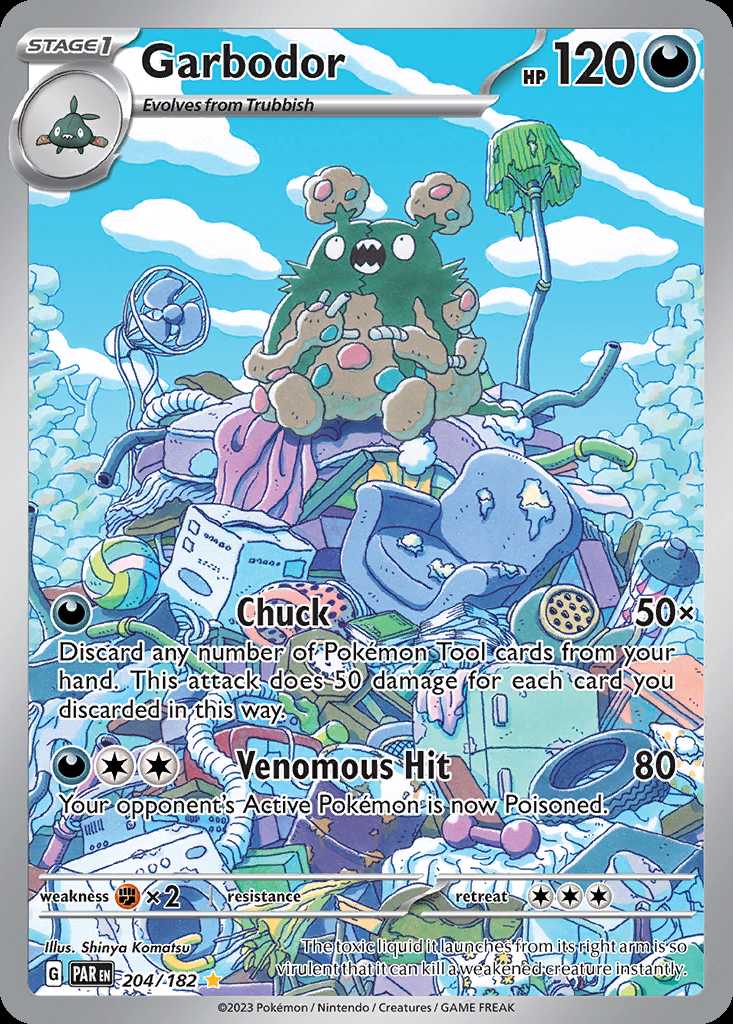 STAGE 1
Garbodor
HP 120
Evolves from Trubbish
Chuck 50×
Discard any number of Pokémon Tool cards from your
hand. This attack does 50 damage for each card you
discarded in this way.
Venomous Hit 80
Your opponent's Active Pokémon is now Poisoned.
weakness ×2 resistance retreat
Illus. Shinya Komatsu
The toxic liquid it launches from its right arm is so
virulent that it can kill a weakened creature instantly.
G PAR EN 204/182
©2023 Pokémon / Nintendo / Creatures / GAME FREAK